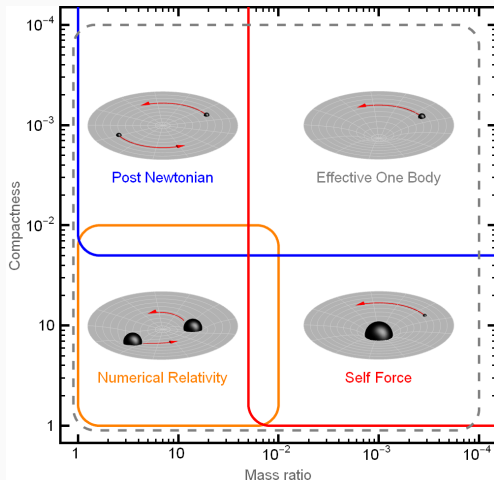 10⁻⁴
10⁻³
10⁻²
10
1
Compactness
Post Newtonian
Effective One Body
Numerical Relativity
Self Force
1
10
10⁻²
10⁻³
10⁻⁴
Mass ratio